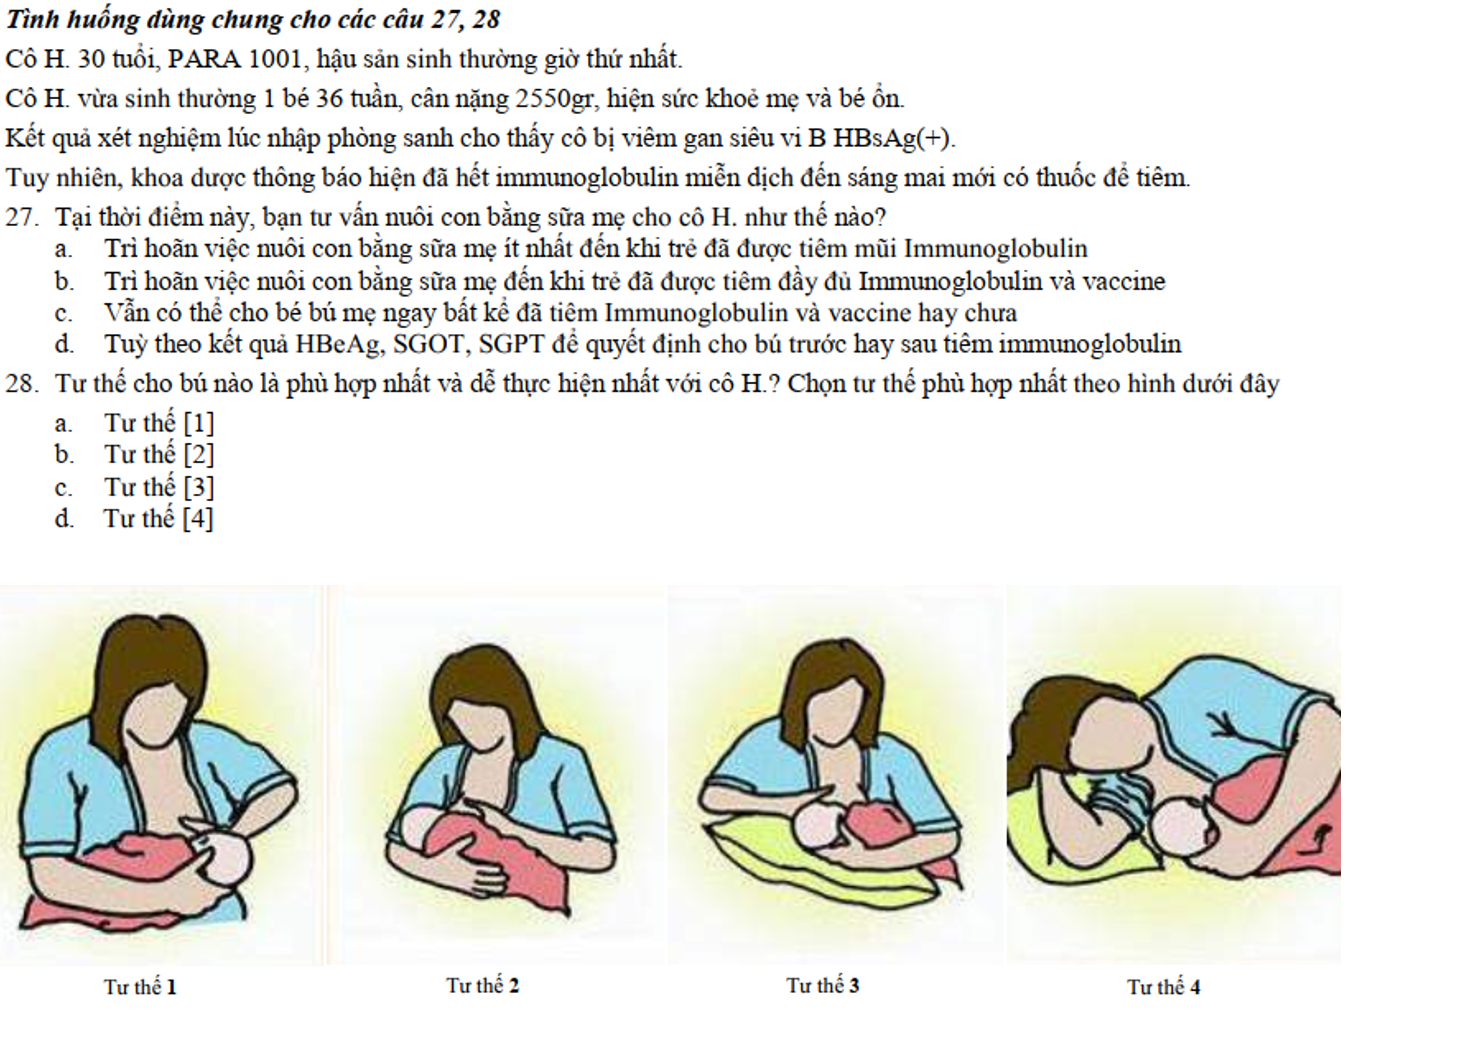 Tình huống dùng chung cho các câu 27, 28
Cô H. 30 tuổi, PARA 1001, hậu sản sinh thường giờ thứ nhất.
Cô H. vừa sinh thường 1 bé 36 tuần, cân nặng 2550gr, hiện sức khoẻ mẹ và bé ổn.
Kết quả xét nghiệm lúc nhập phòng sanh cho thấy cô bị viêm gan siêu vi B HBsAg(+).
Tuy nhiên, khoa dược thông báo hiện đã hết immunoglobulin miễn dịch đến sáng mai mới có thuốc để tiêm.
27. Tại thời điểm này, bạn tư vấn nuôi con bằng sữa mẹ cho cô H. như thế nào?
a. Trì hoãn việc nuôi con bằng sữa mẹ ít nhất đến khi trẻ đã được tiêm mũi Immunoglobulin
b. Trì hoãn việc nuôi con bằng sữa mẹ đến khi trẻ đã được tiêm đầy đủ Immunoglobulin và vaccine
c. Vẫn có thể cho bé bú mẹ ngay bất kể đã tiêm Immunoglobulin và vaccine hay chưa
d. Tuỳ theo kết quả HBeAg, SGOT, SGPT để quyết định cho bú trước hay sau tiêm immunoglobulin
28. Tư thế cho bú nào là phù hợp nhất và dễ thực hiện nhất với cô H.? Chọn tư thế phù hợp nhất theo hình dưới đây
a. Tư thế [1]
b. Tư thế [2]
c. Tư thế [3]
d. Tư thế [4]
Tư thế 1
Tư thế 2
Tư thế 3
Tư thế 4